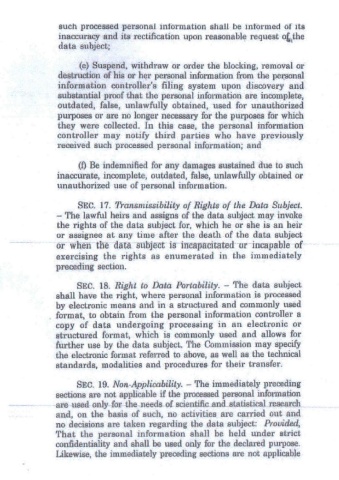 such processed personal information shall be informed of its
inaccuracy and its rectification upon reasonable request of the
data subject;
(e) Suspend, withdraw or order the blocking, removal or
destruction of his or her personal information from the personal
information controller's filing system upon discovery and
substantial proof that the personal information are incomplete,
outdated, false, unlawfully obtained, used for unauthorized
purposes or are no longer necessary for the purposes for which
they were collected. In this case, the personal information
controller may notify third parties who have previously
received such processed personal information; and
(f) Be indemnified for any damages sustained due to such
inaccurate, incomplete, outdated, false, unlawfully obtained or
unauthorized use of personal information.
SEC. 17. Transmissibility of Rights of the Data Subject.
– The lawful heirs and assigns of the data subject may invoke
the rights of the data subject for, which he or she is an heir
or assignee at any time after the death of the data subject
or when the data subject is incapacitated or incapable of
exercising the rights as enumerated in the immediately
preceding section.
SEC. 18. Right to Data Portability. – The data subject
shall have the right, where personal information is processed
by electronic means and in a structured and commonly used
format, to obtain from the personal information controller a
copy of data undergoing processing in an electronic or
structured format, which is commonly used and allows for
further use by the data subject. The Commission may specify
the electronic format referred to above, as well as the technical
standards, modalities and procedures for their transfer.
SEC. 19. Non-Applicability. – The immediately preceding
sections are not applicable if the processed personal information
are used only for the needs of scientific and statistical research
and, on the basis of such, no activities are carried out and
no decisions are taken regarding the data subject: Provided,
That the personal information shall be held under strict
confidentiality and shall be used only for the declared purpose.
Likewise, the immediately preceding sections are not applicable